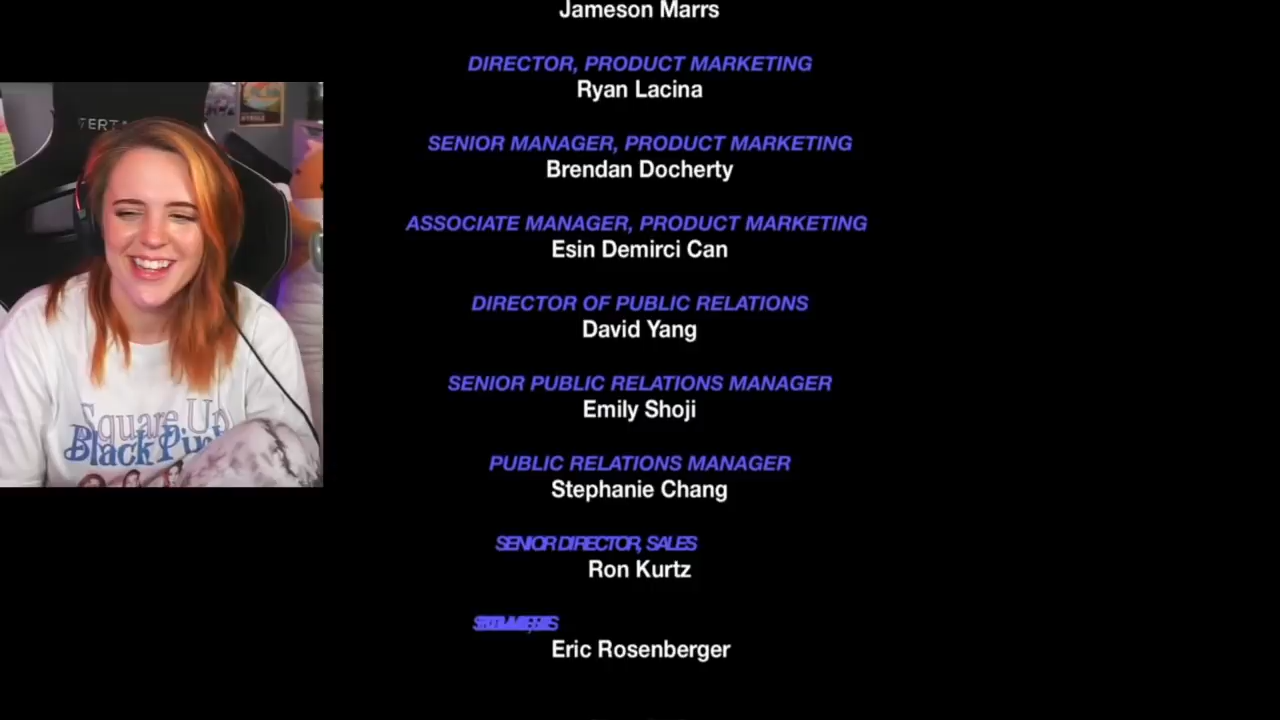 Jameson Marrs
DIRECTOR, PRODUCT MARKETING
Ryan Lacina
SENIOR MANAGER, PRODUCT MARKETING
Brendan Docherty
ASSOCIATE MANAGER, PRODUCT MARKETING
Esin Demirci Can
DIRECTOR OF PUBLIC RELATIONS
David Yang
SENIOR PUBLIC RELATIONS MANAGER
Emily Shoji
PUBLIC RELATIONS MANAGER
Stephanie Chang
SENIOR DIRECTOR, SALES
Ron Kurtz
Eric Rosenberger
Square Up